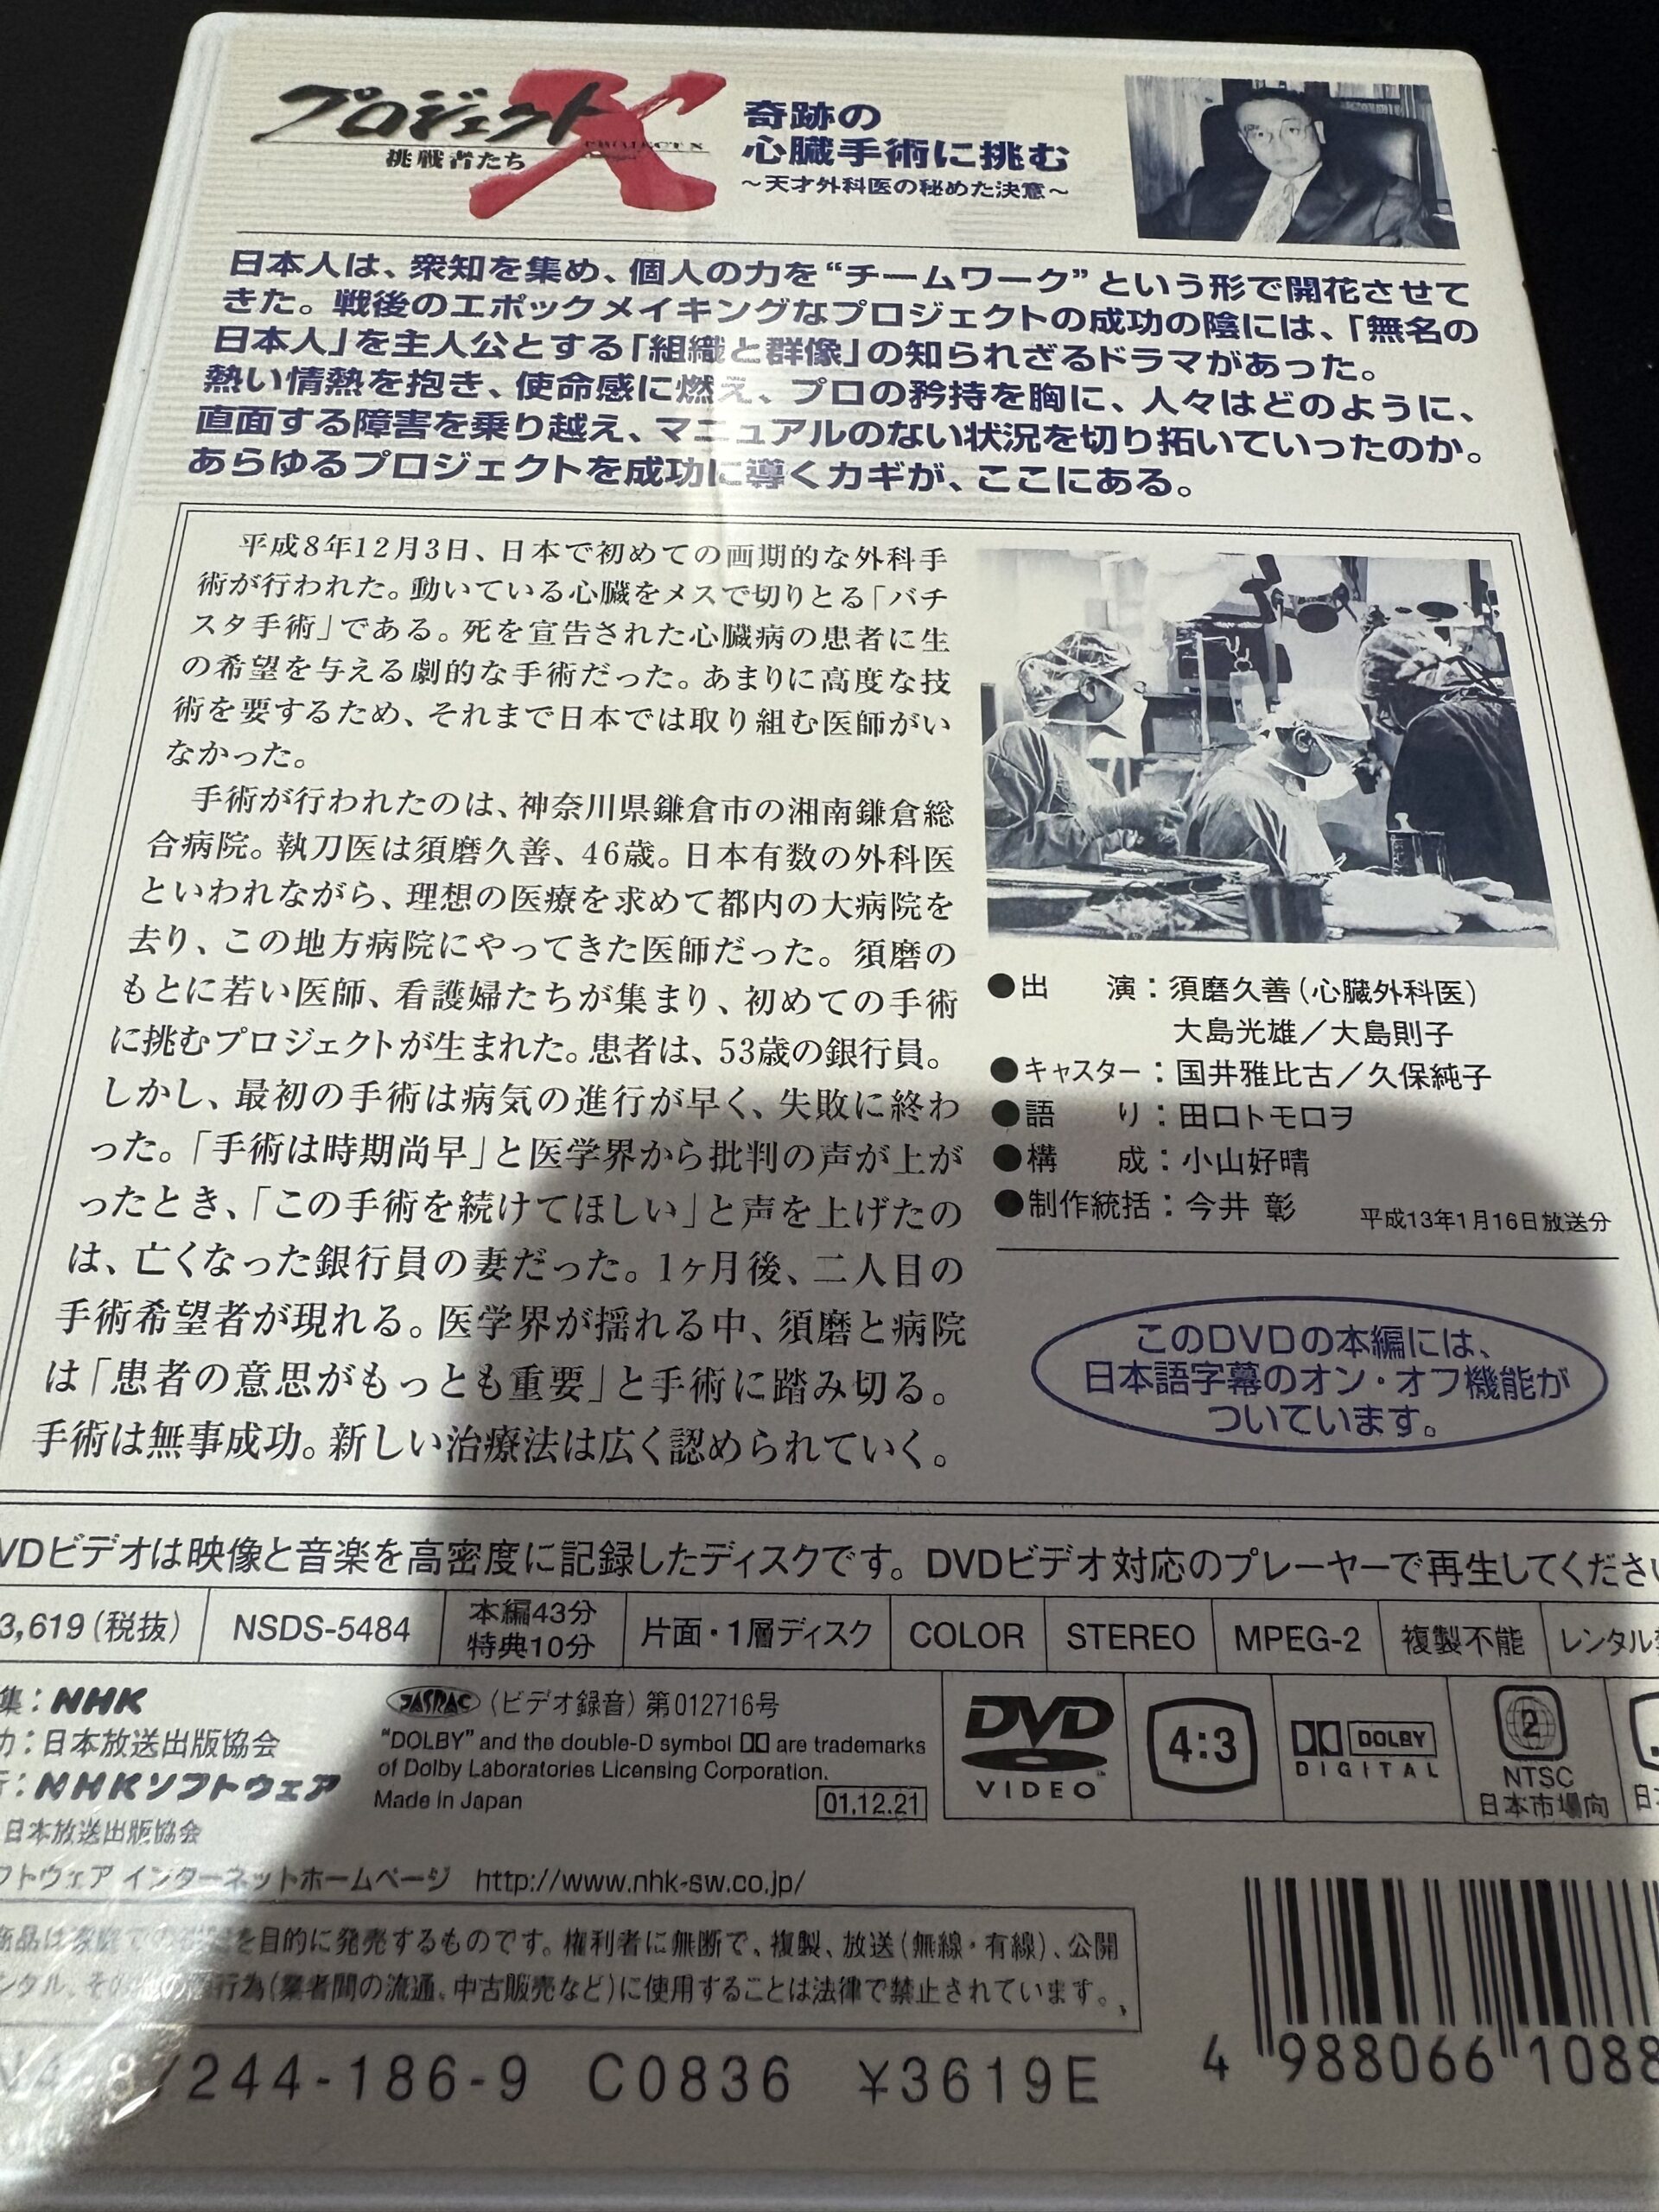 プロジェクトX
PROJECT X
挑戦者たち
奇跡の
心臓手術に挑む
～天才外科医の秘めた決意～
日本人は、衆知を集め、個人の力を“チームワーク”という形で開花させて
きた。戦後のエポックメイキングなプロジェクトの成功の陰には、「無名の
日本人」を主人公とする「組織と群像」の知られざるドラマがあった。
熱い情熱を抱き、使命感に燃え、プロの矜持を胸に、人々はどのように、
直面する障害を乗り越え、マニュアルのない状況を切り拓いていったのか。
あらゆるプロジェクトを成功に導くカギが、ここにある。
平成8年12月3日、日本で初めての画期的な外科手
術が行われた。動いている心臓をメスで切りとる「バチ
スタ手術」である。死を宣告された心臓病の患者に生
の希望を与える劇的な手術だった。あまりに高度な技
術を要するため、それまで日本では取り組む医師がい
なかった。
手術が行われたのは、神奈川県鎌倉市の湘南鎌倉総
合病院。執刀医は須磨久善、46歳。日本有数の外科医
といわれながら、理想の医療を求めて都内の大病院を
去り、この地方病院にやってきた医師だった。須磨の
もとに若い医師、看護婦たちが集まり、初めての手術
に挑むプロジェクトが生まれた。患者は、53歳の銀行員。
しかし、最初の手術は病気の進行が早く、失敗に終わ
った。「手術は時期尚早」と医学界から批判の声が上が
ったとき、「この手術を続けてほしい」と声を上げたの
は、亡くなった銀行員の妻だった。1ヶ月後、二人目の
手術希望者が現れる。医学界が揺れる中、須磨と病院
は「患者の意思がもっとも重要」と手術に踏み切る。
手術は無事成功。新しい治療法は広く認められていく。
●出　　演：須磨久善（心臓外科医）
大島光雄／大島則子
●キャスター：国井雅比古／久保純子
●語　　り：田口トモロヲ
●構　　成：小山好晴
●制作統括：今井 彰
平成13年1月16日放送分
このDVDの本編には、
日本語字幕のオン・オフ機能が
ついています。
VDビデオは映像と音楽を高密度に記録したディスクです。DVDビデオ対応のプレーヤーで再生してくださ
3,619（税抜） NSDS-5484 本編43分 特典10分 片面・1層ディスク COLOR STEREO MPEG-2 複製不能 レンタル
集：NHK
：日本放送出版協会
：NHKソフトウェア
日本放送出版協会
JASRAC（ビデオ録音）第012716号
“DOLBY” and the double-D symbol are trademarks
of Dolby Laboratories Licensing Corporation.
Made in Japan
01.12.21
DVD VIDEO
4:3
DOLBY DIGITAL
2 NTSC 日本市場向
フトウェア インターネットホームページ http://www.nhk-sw.co.jp/
を目的に発売するものです。権利者に無断で、複製、放送（無線・有線）、公開
行為（業者間の流通、中古販売など）に使用することは法律で禁止されています。
244-186-9 C0836 ¥3619E
4 988066 1088